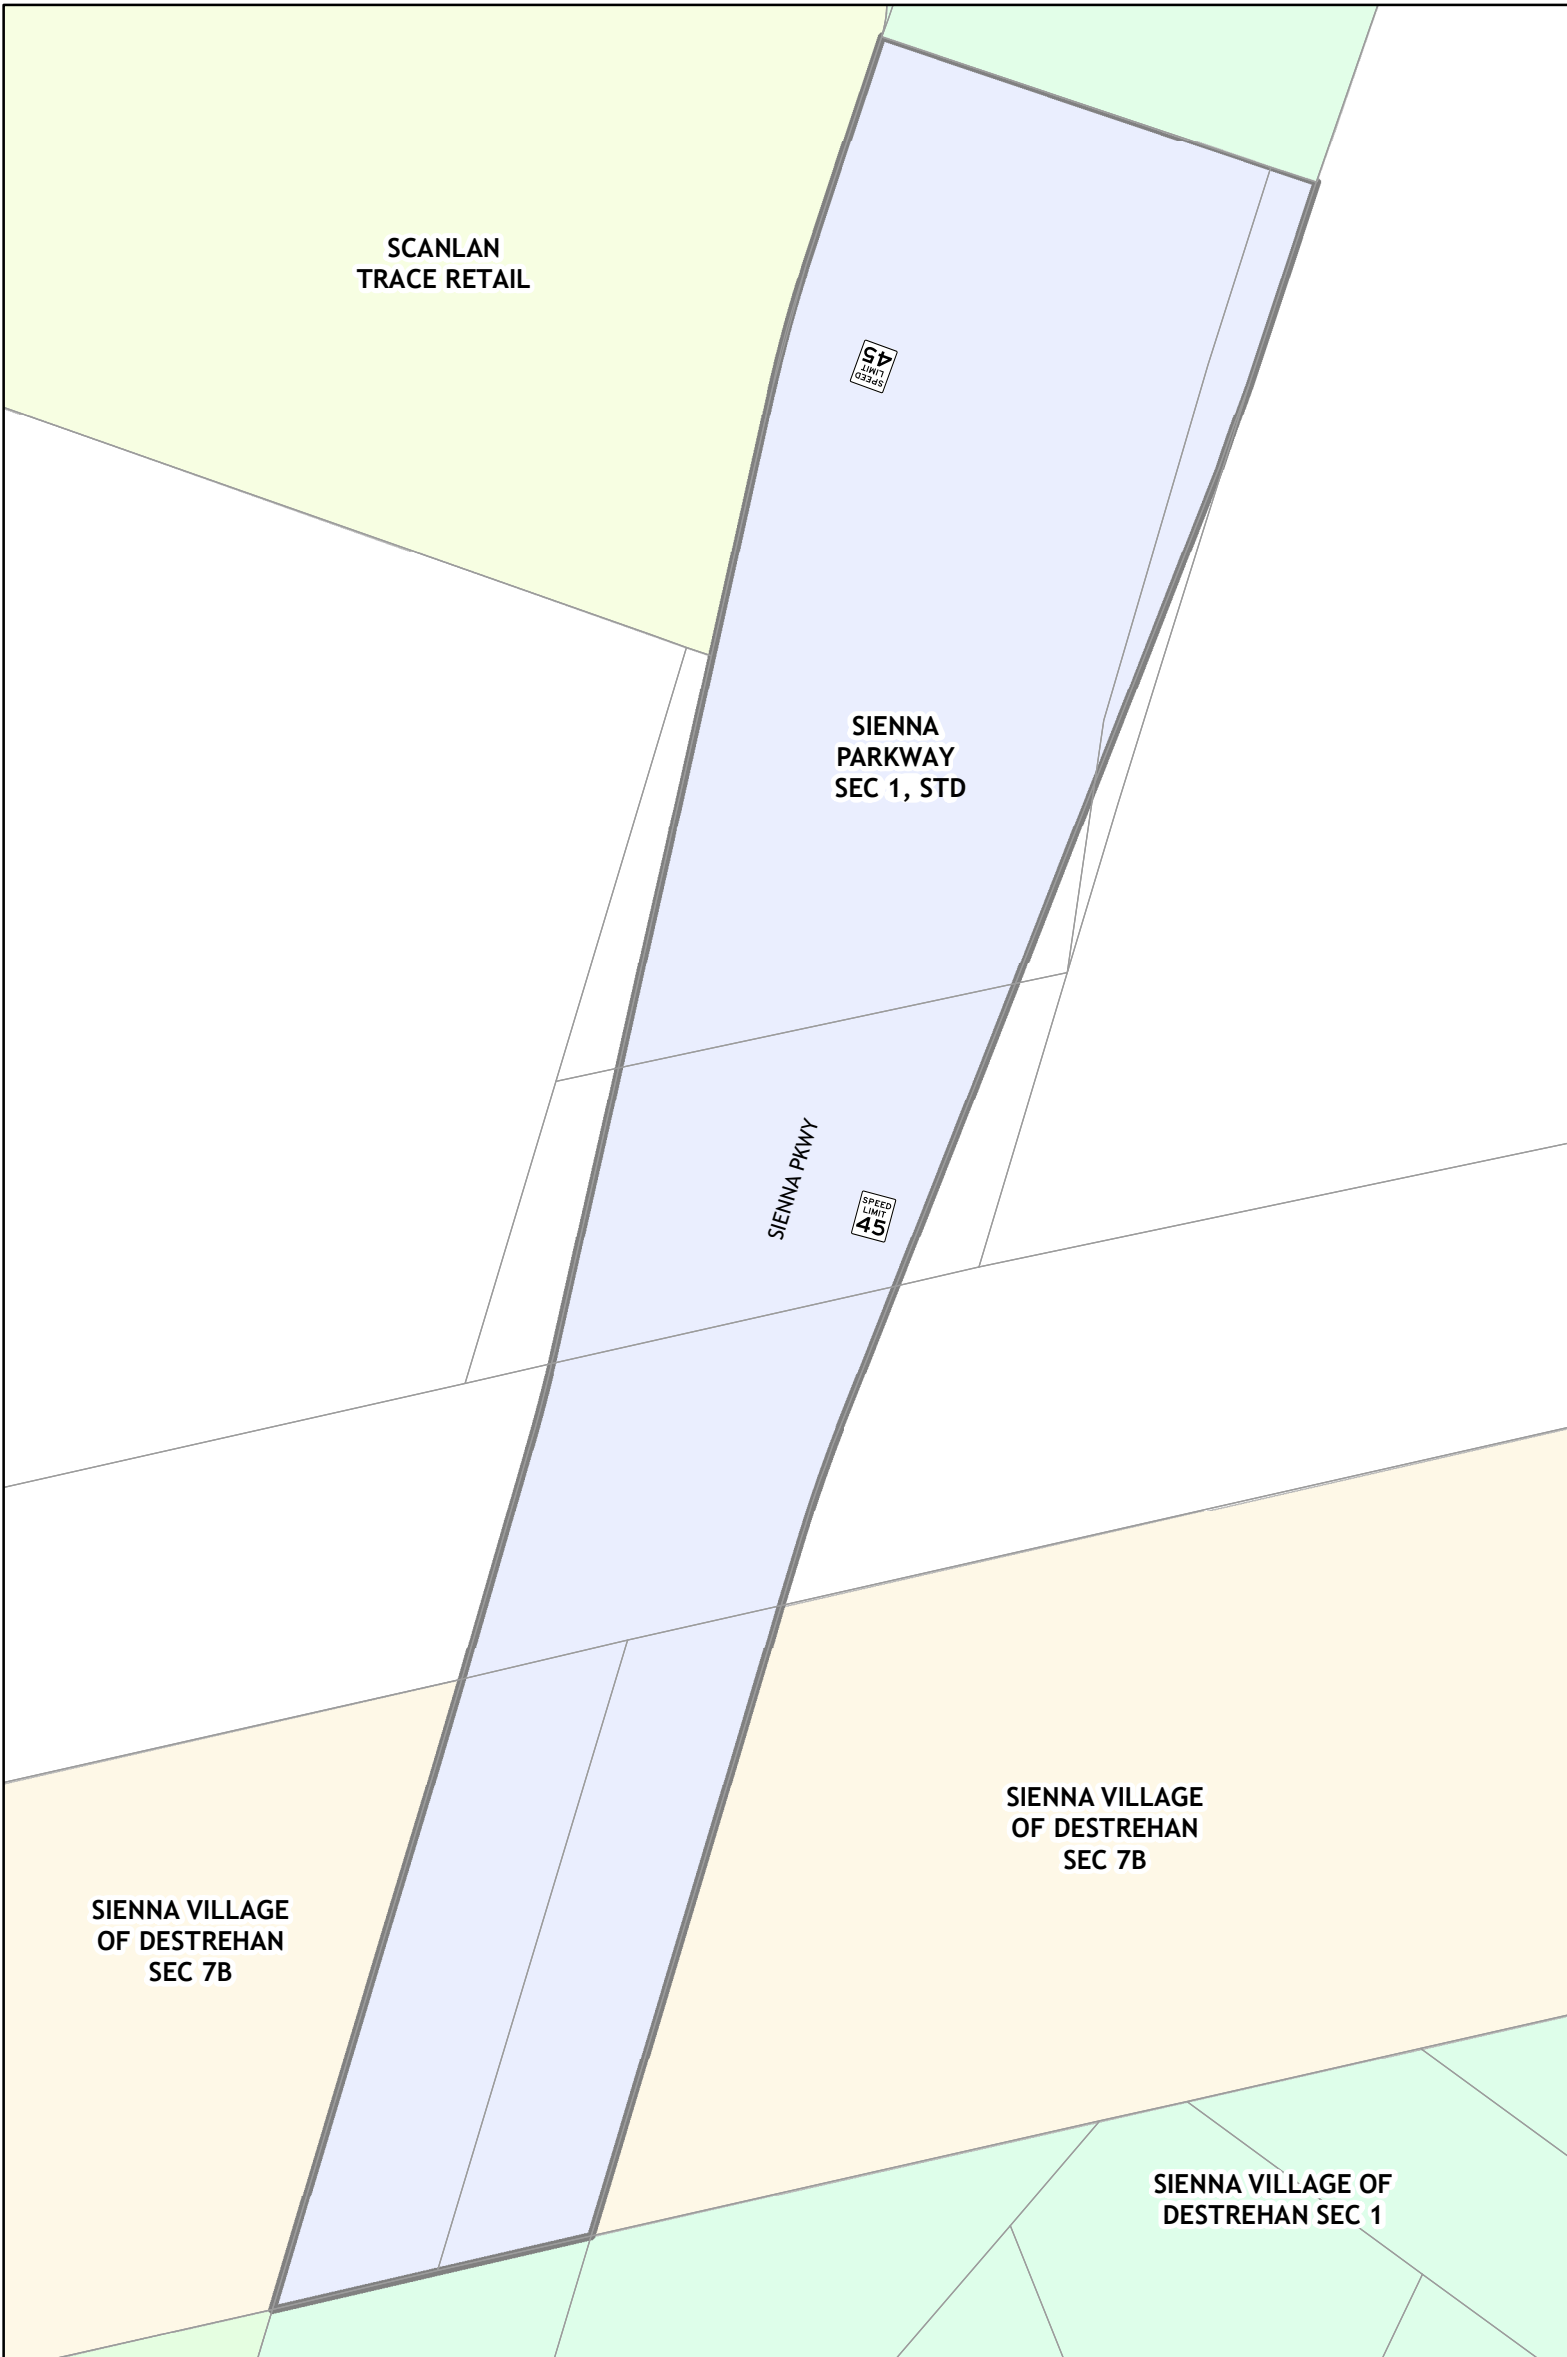 SCANLAN
TRACE RETAIL
SPEED
LIMIT
45
SIENNA
PARKWAY
SEC 1, STD
SIENNA PKWY
SPEED
LIMIT
45
SIENNA VILLAGE
OF DESTREHAN
SEC 7B
SIENNA VILLAGE
OF DESTREHAN
SEC 7B
SIENNA VILLAGE OF
DESTREHAN SEC 1